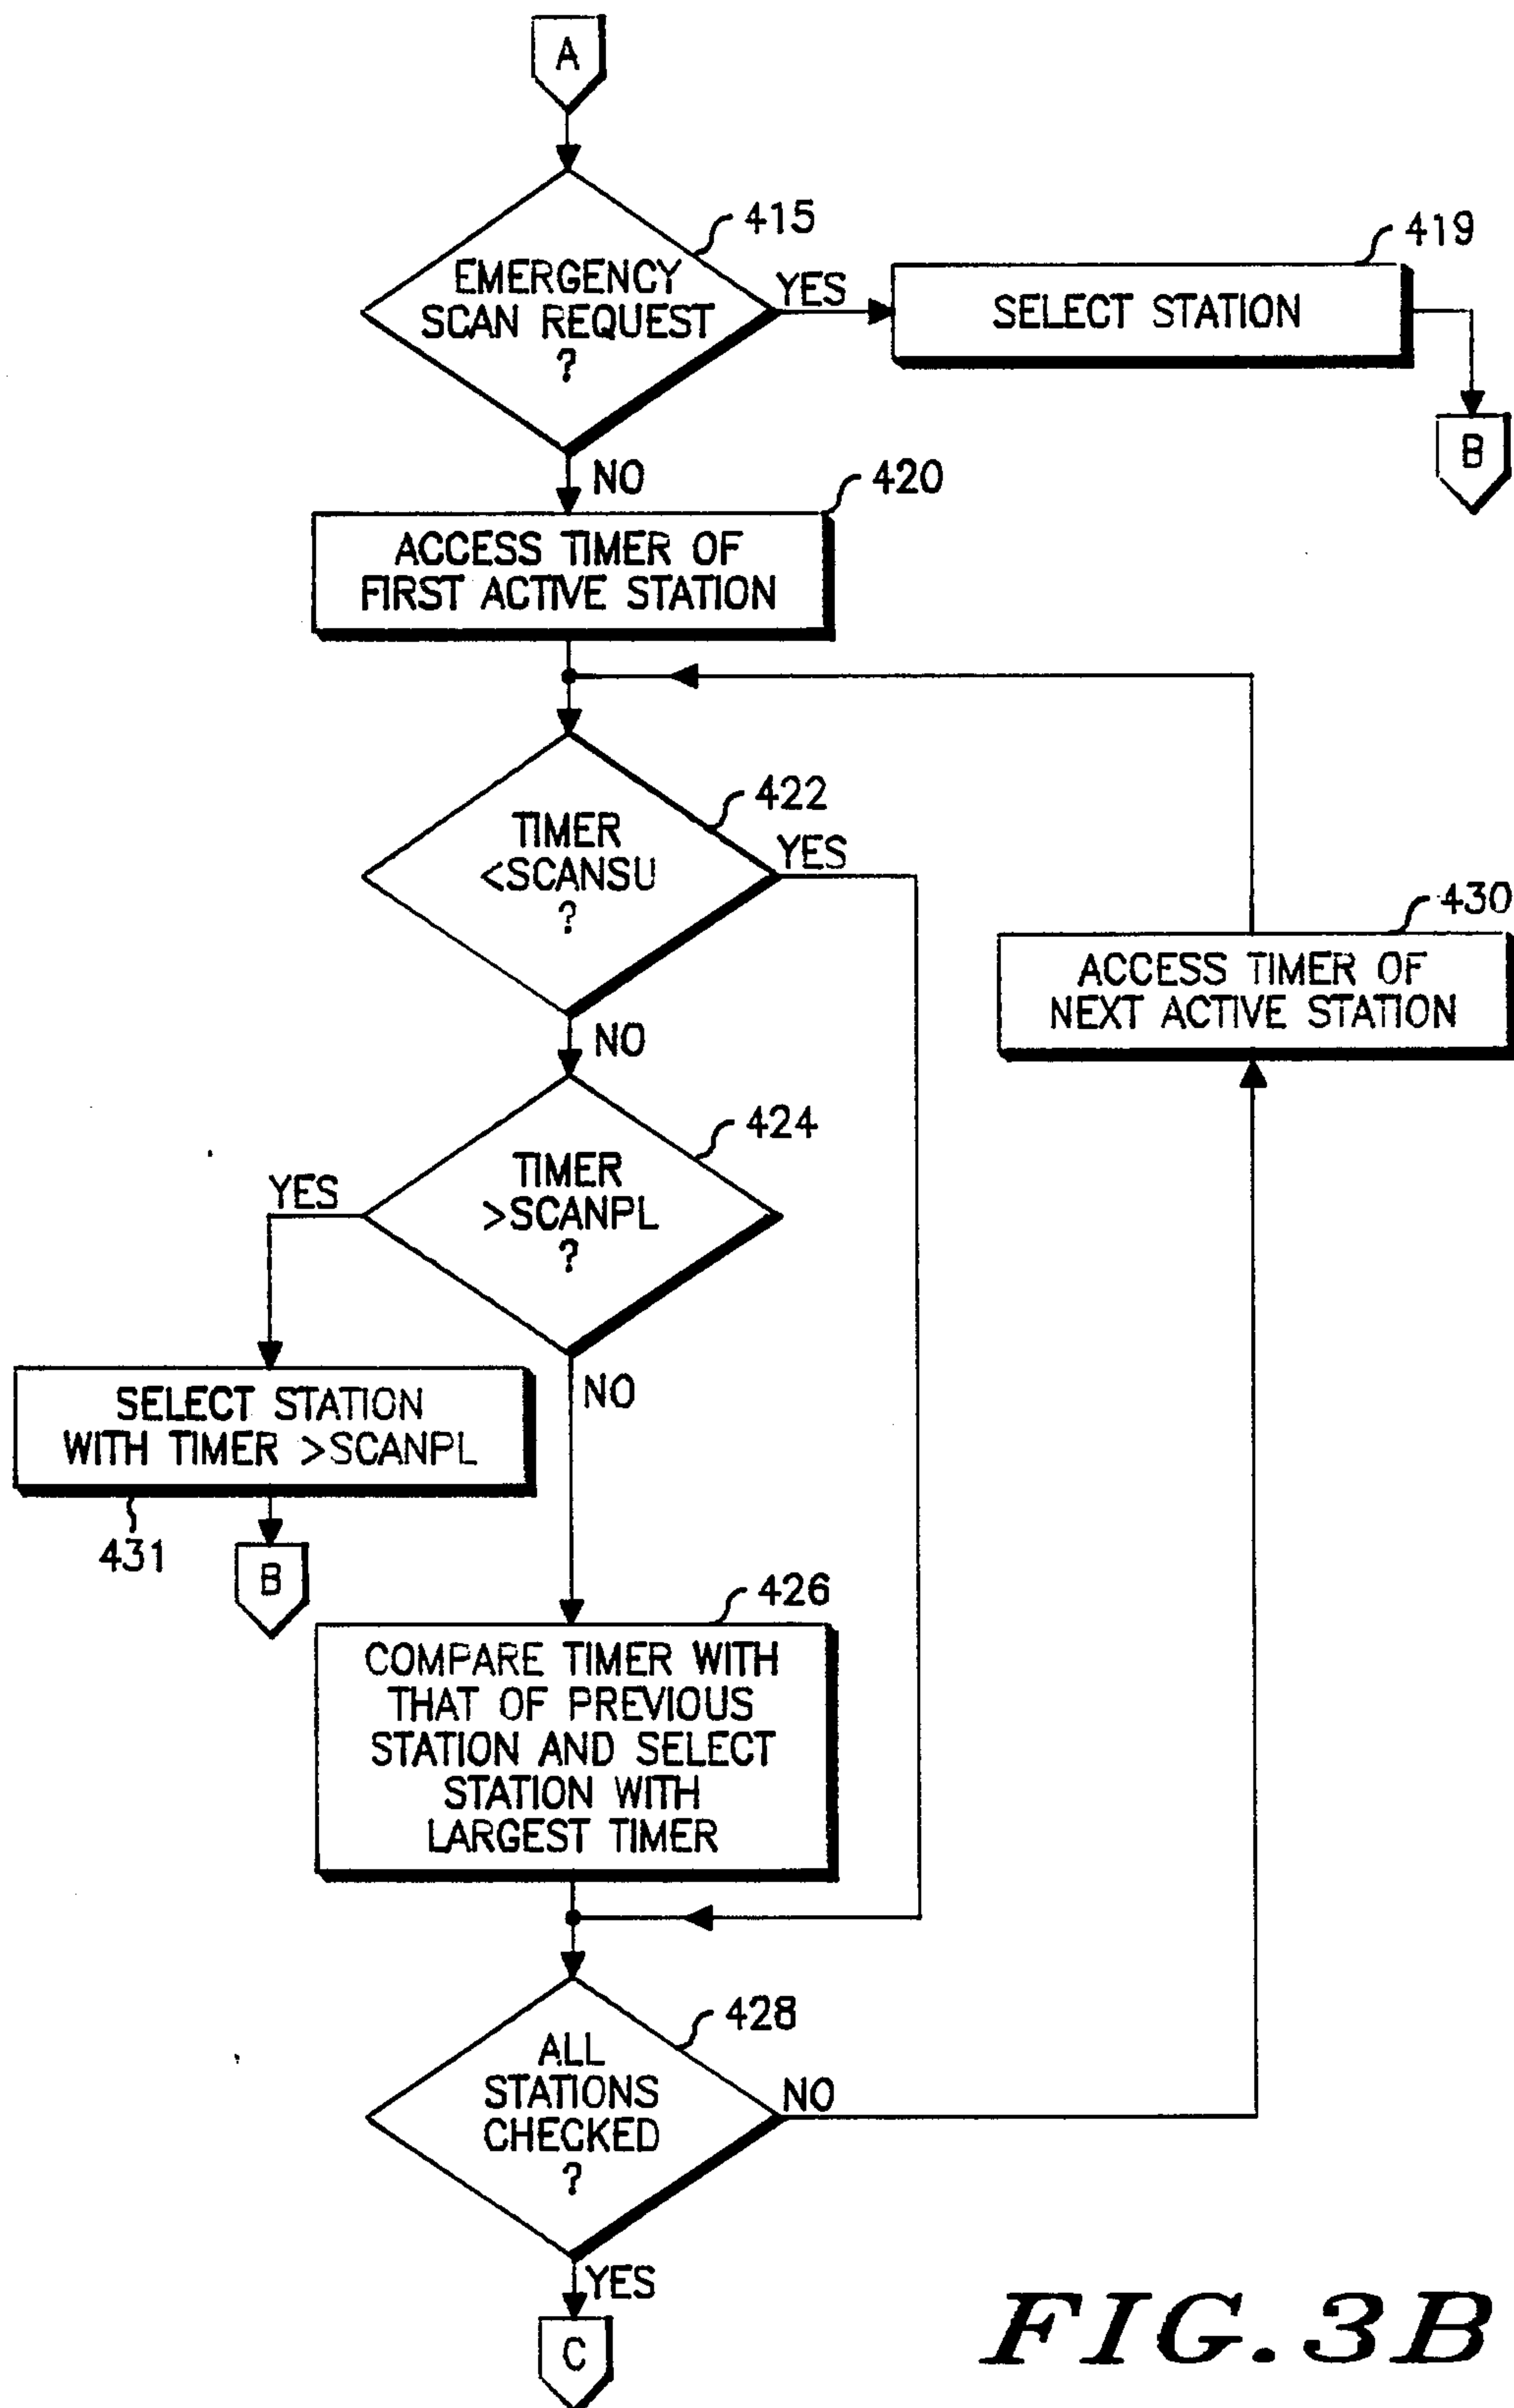 A
415
EMERGENCY
SCAN REQUEST
?
YES
419
SELECT STATION
B
NO
420
ACCESS TIMER OF
FIRST ACTIVE STATION
422
TIMER
<SCANSU
?
YES
430
ACCESS TIMER OF
NEXT ACTIVE STATION
NO
424
TIMER
>SCANPL
?
YES
NO
SELECT STATION
WITH TIMER >SCANPL
431
B
426
COMPARE TIMER WITH
THAT OF PREVIOUS
STATION AND SELECT
STATION WITH
LARGEST TIMER
428
ALL
STATIONS
CHECKED
?
NO
YES
C
FIG.3B